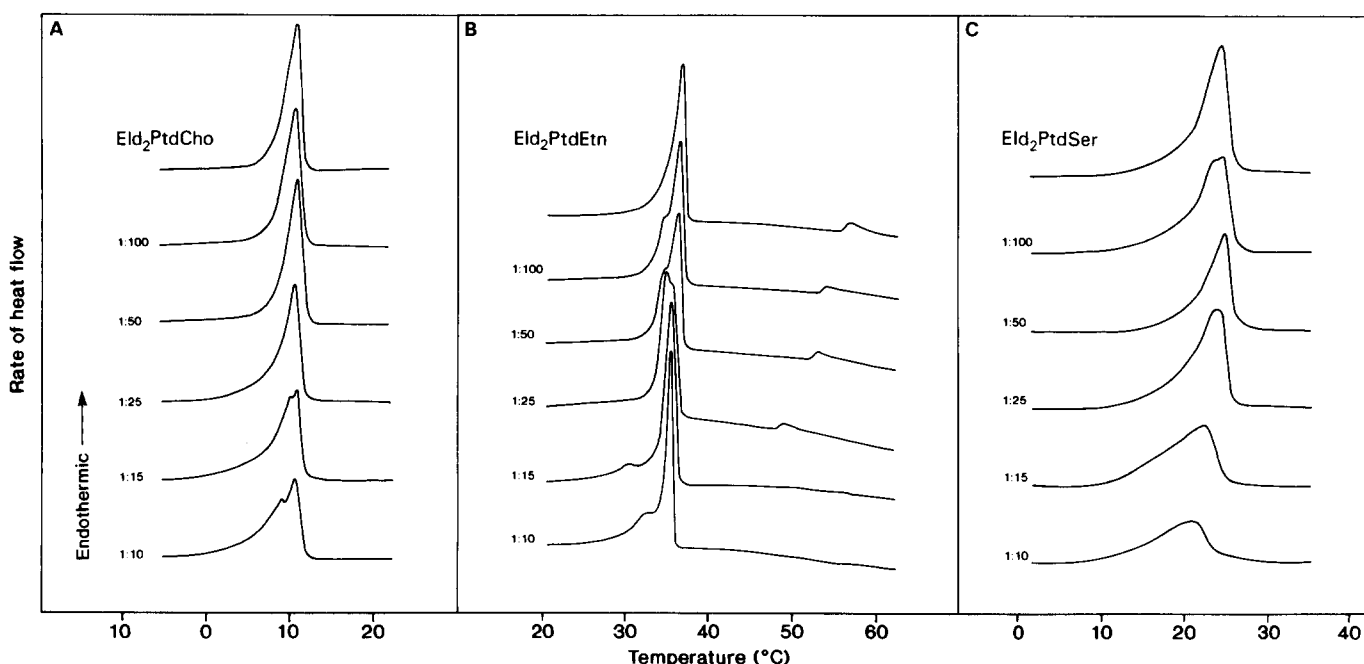 A
B
C
Eld₂PtdCho
Eld₂PtdEtn
Eld₂PtdSer
1:100
1:50
1:25
1:15
1:10
1:100
1:50
1:25
1:15
1:10
1:100
1:50
1:25
1:15
1:10
Rate of heat flow
Endothermic
10 0 10 20
20 30 40 50 60
0 10 20 30 40
Temperature (°C)